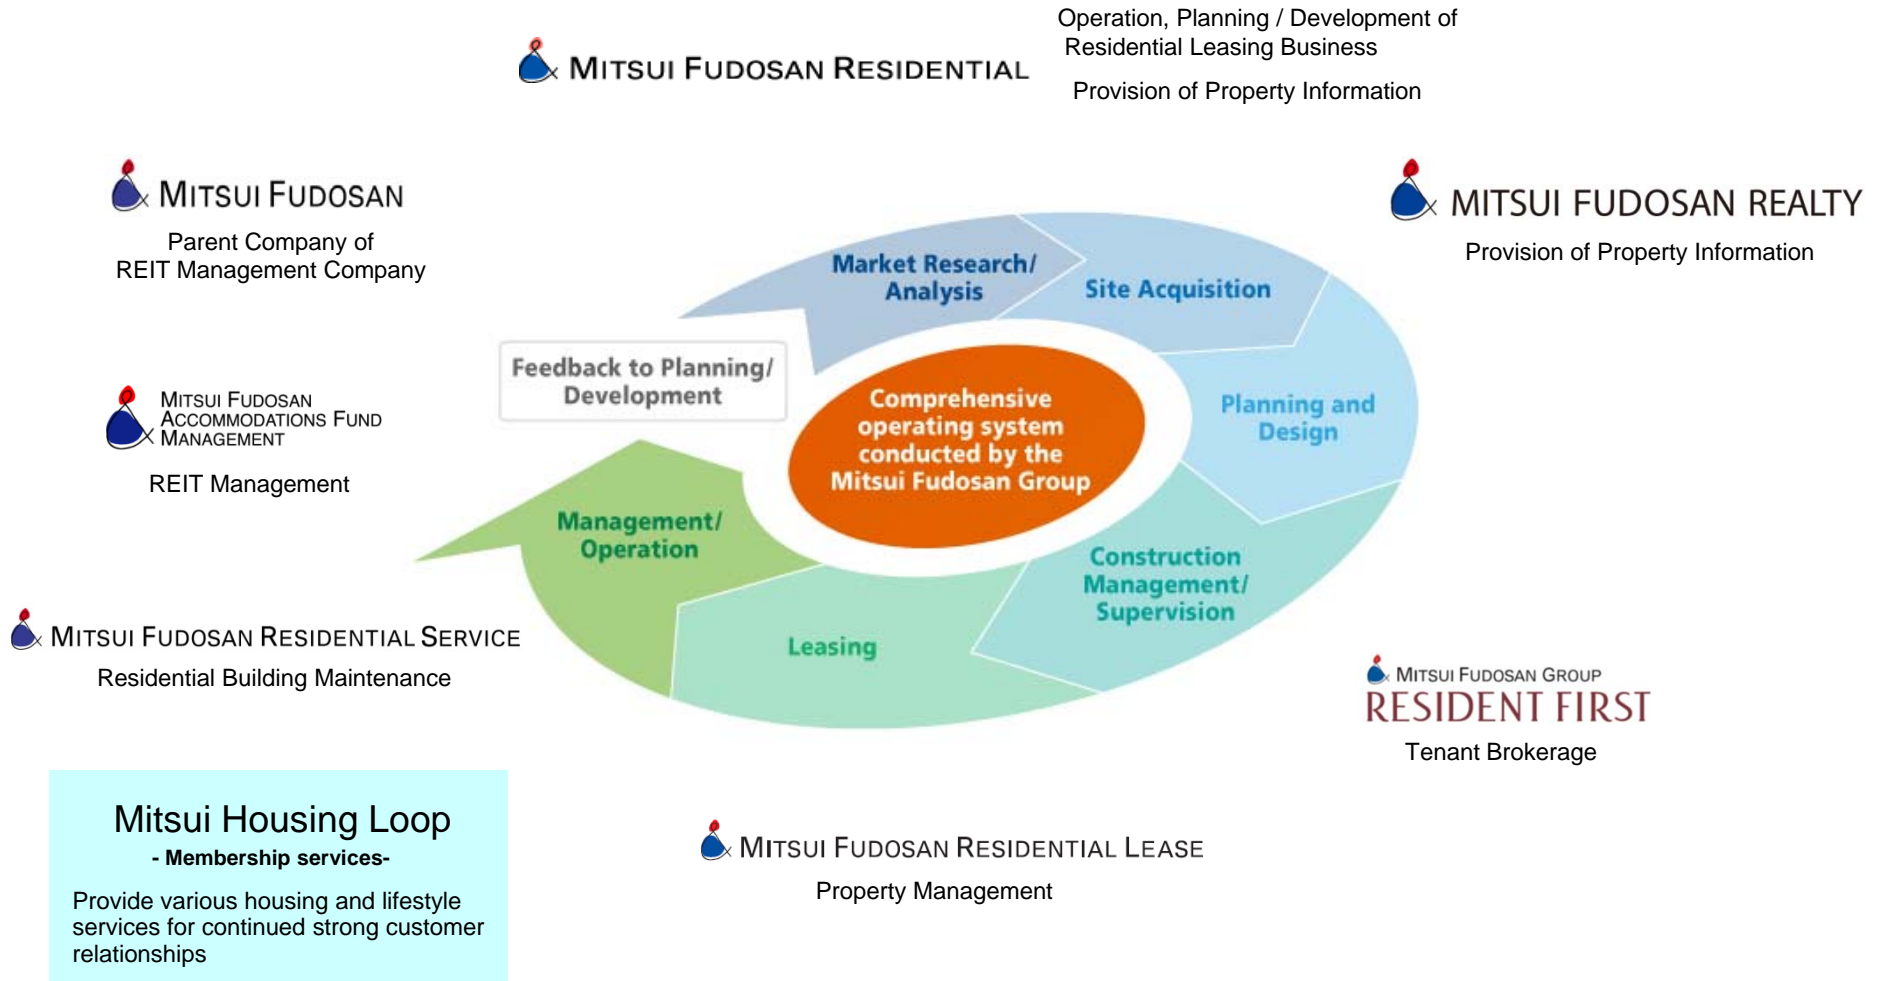 Operation, Planning / Development of
Residential Leasing Business
MITSUI FUDOSAN RESIDENTIAL
Provision of Property Information
MITSUI FUDOSAN
Parent Company of
REIT Management Company
MITSUI FUDOSAN REALTY
Provision of Property Information
Market Research/
Analysis
Site Acquisition
Feedback to Planning/
Development
Planning and
Design
Comprehensive
operating system
conducted by the
Mitsui Fudosan Group
MITSUI FUDOSAN
ACCOMMODATIONS FUND
MANAGEMENT
REIT Management
Management/
Operation
Construction
Management/
Supervision
Leasing
MITSUI FUDOSAN RESIDENTIAL SERVICE
Residential Building Maintenance
MITSUI FUDOSAN GROUP
RESIDENT FIRST
Tenant Brokerage
Mitsui Housing Loop
- Membership services-
Provide various housing and lifestyle
services for continued strong customer
relationships
MITSUI FUDOSAN RESIDENTIAL LEASE
Property Management